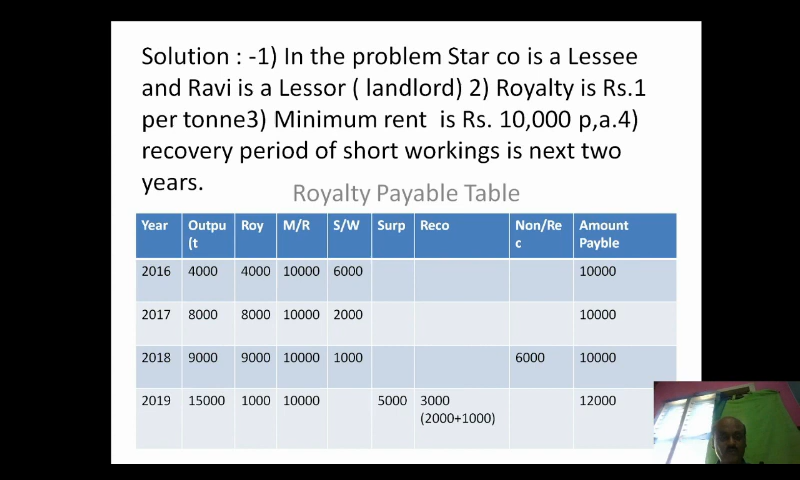 Solution : -1) In the problem Star co is a Lessee
and Ravi is a Lessor ( landlord) 2) Royalty is Rs.1
per tonne3) Minimum rent is Rs. 10,000 p,a.4)
recovery period of short workings is next two
years.
Royalty Payable Table
Year Outpu(t Roy M/R S/W Surp Reco Non/Rec Amount Payble
2016 4000 4000 10000 6000 10000
2017 8000 8000 10000 2000 10000
2018 9000 9000 10000 1000 6000 10000
2019 15000 1000 10000 5000 3000 (2000+1000) 12000